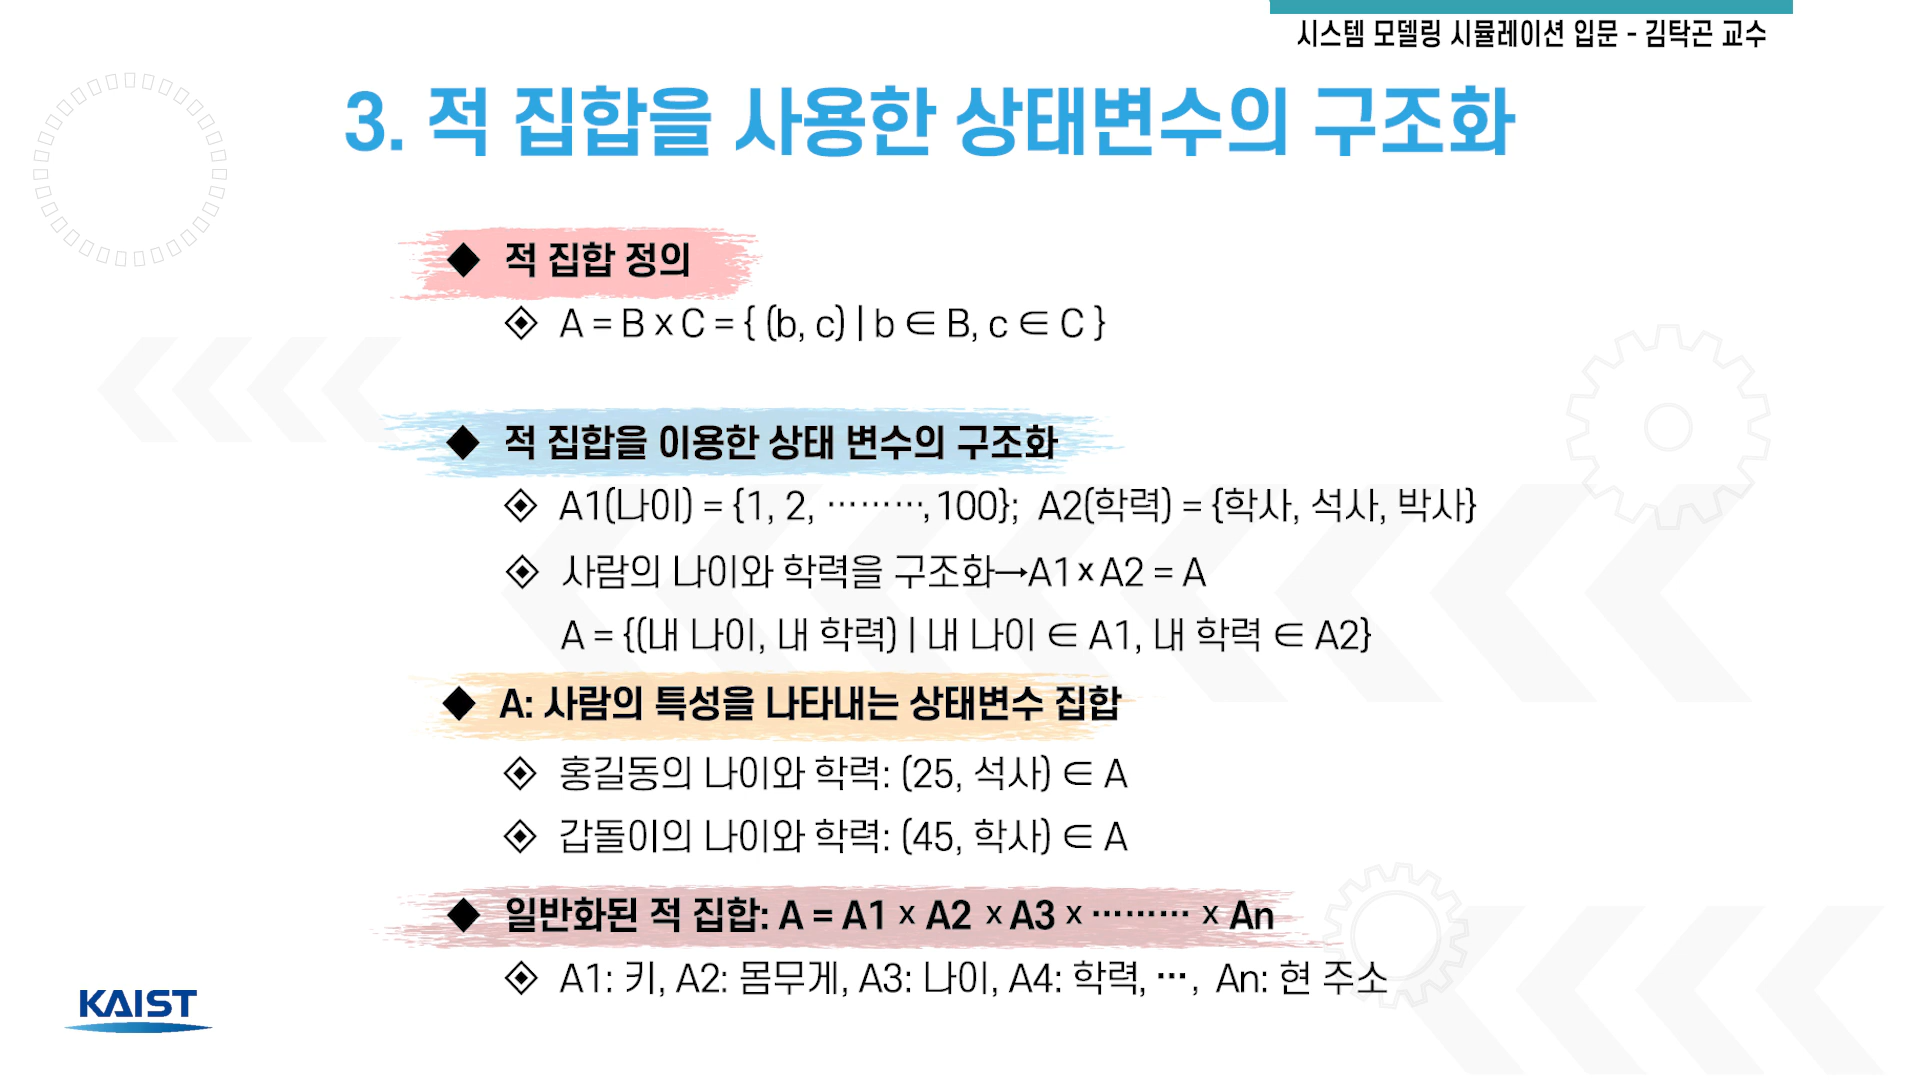 시스템 모델링 시뮬레이션 입문 - 김탁곤 교수
3. 적 집합을 사용한 상태변수의 구조화
◆ 적 집합 정의
A = B x C = { (b, c) | b ∈ B, c ∈ C }
◆ 적 집합을 이용한 상태 변수의 구조화
A1(나이) = {1, 2, ………, 100};  A2(학력) = {학사, 석사, 박사}
사람의 나이와 학력을 구조화→A1 x A2 = A
A = {(내 나이, 내 학력) | 내 나이 ∈ A1, 내 학력 ∈ A2}
◆ A: 사람의 특성을 나타내는 상태변수 집합
홍길동의 나이와 학력: (25, 석사) ∈ A
갑돌이의 나이와 학력: (45, 학사) ∈ A
◆ 일반화된 적 집합: A = A1 x A2 x A3 x ……… x An
A1: 키, A2: 몸무게, A3: 나이, A4: 학력, …, An: 현 주소
KAIST